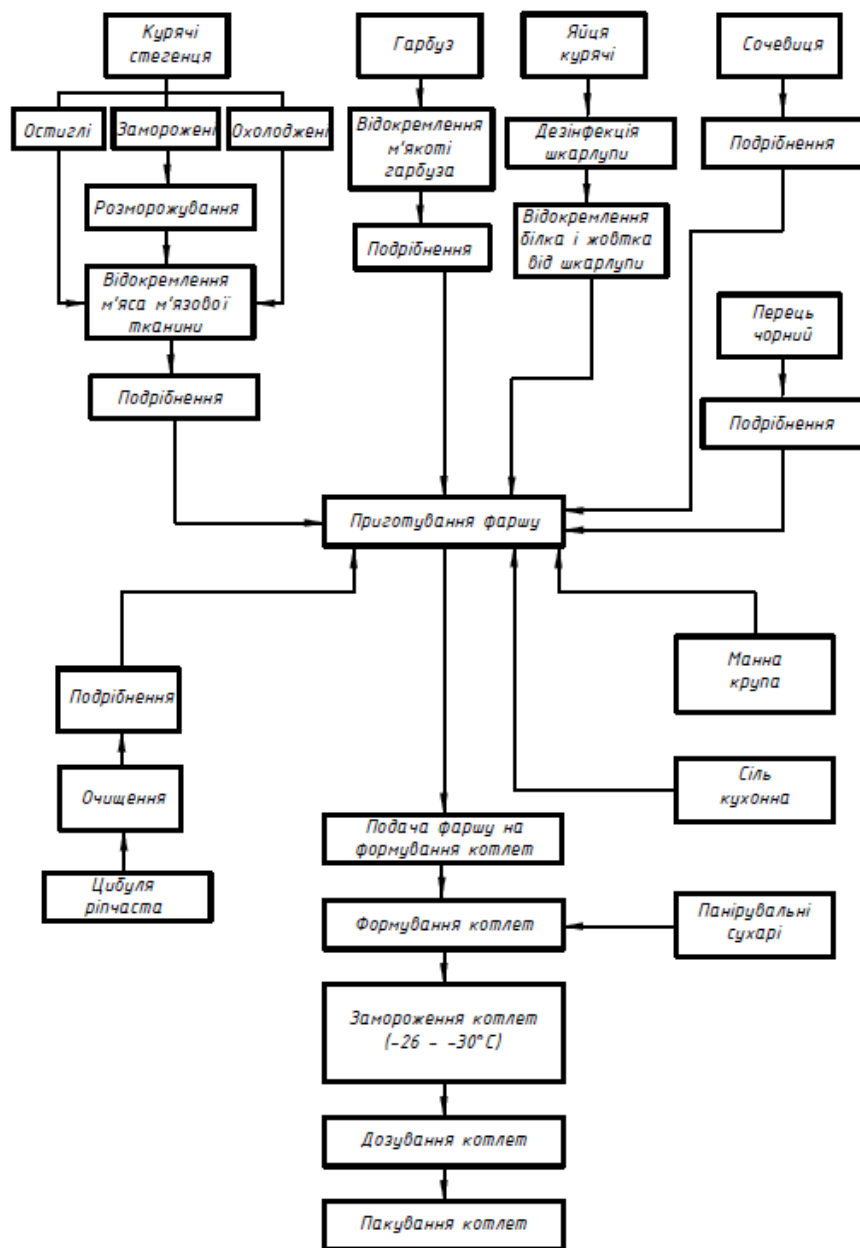 Курячі
стегенця
Гарбуз
Яйця
курячі
Сочевиця
Остиглі
Заморожені
Охолоджені
Відокремлення
м'якоті
гарбуза
Дезінфекція
шкарлупи
Подрібнення
Розморожування
Подрібнення
Відокремлення
білка і жовтка
від шкарлупи
Відокремлення
м'яса м'язової
тканини
Перець
чорний
Подрібнення
Подрібнення
Приготування фаршу
Подрібнення
Манна
крупа
Очищення
Сіль
кухонна
Подача фаршу на
формування котлет
Цибуля
ріпчаста
Формування котлет
Панірувальні
сухарі
Замороження котлет
(-26 - -30°С)
Дозування котлет
Пакування котлет